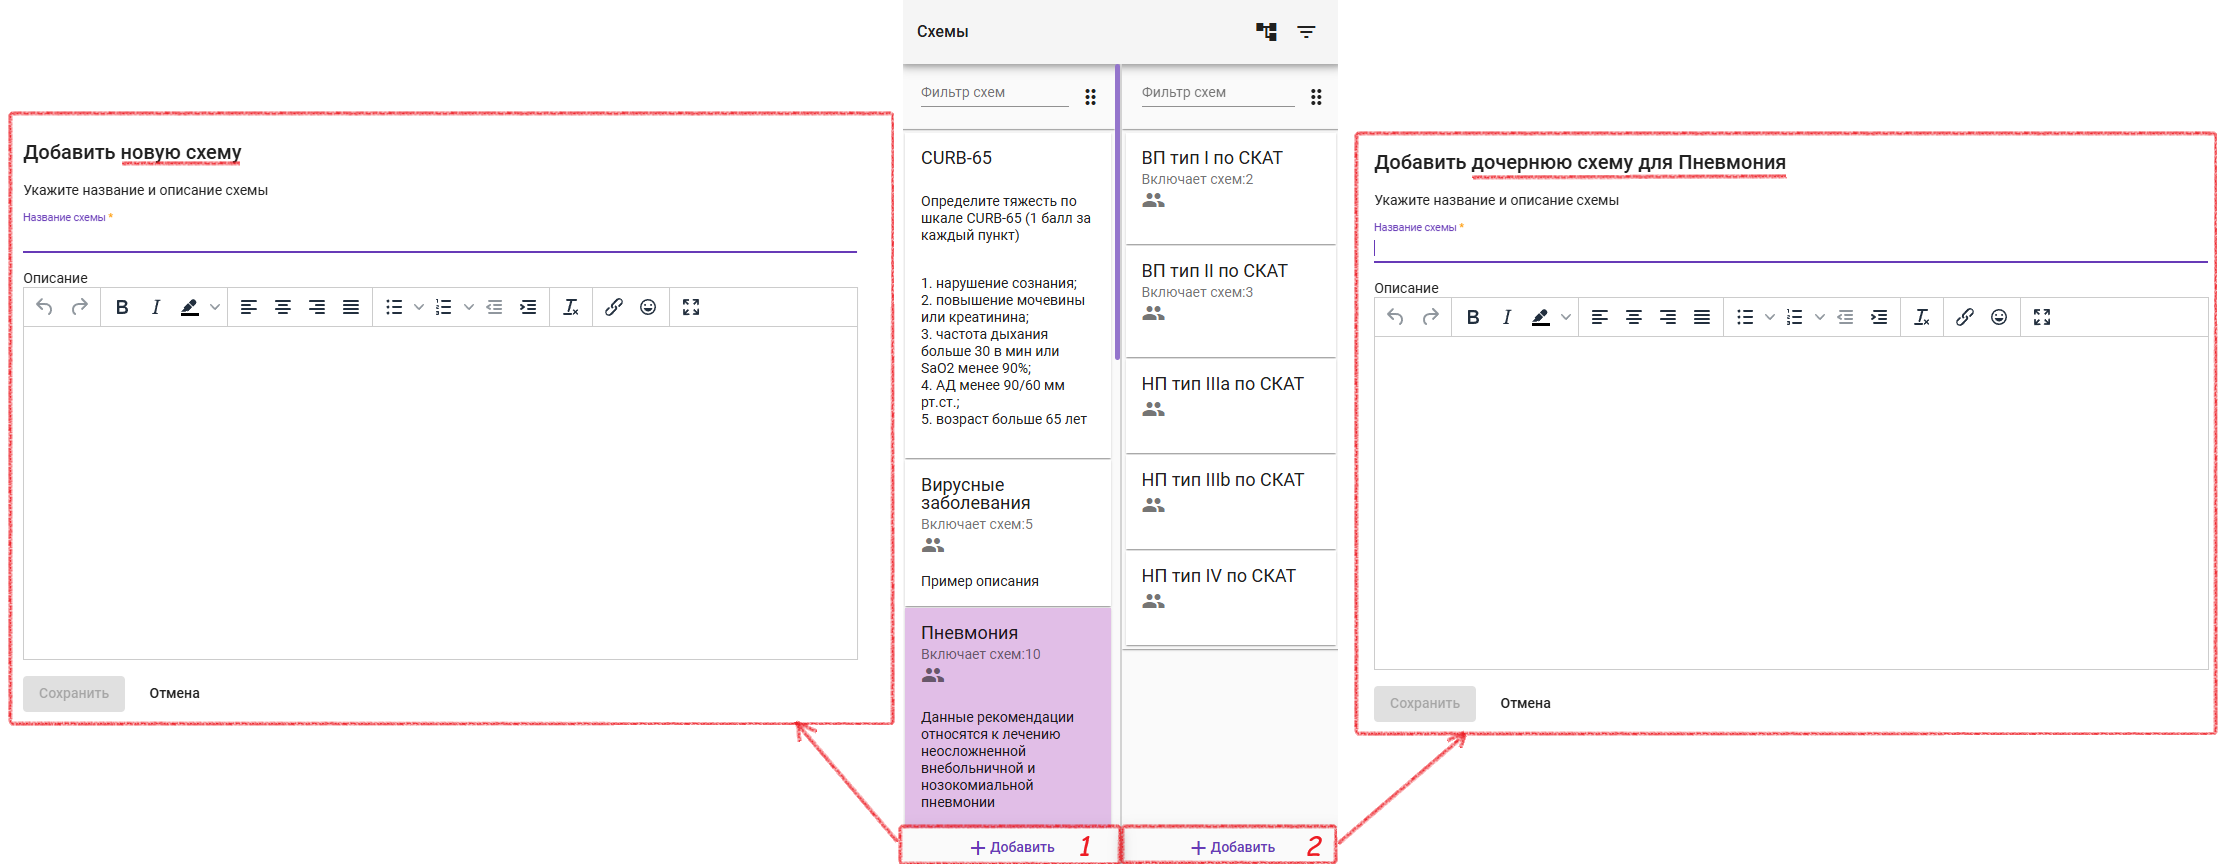 Добавить новую схему
Укажите название и описание схемы
Название схемы *
Описание
B I
Сохранить
Отмена
Схемы
Фильтр схем
CURB-65
Определите тяжесть по
шкале CURB-65 (1 балл за
каждый пункт)
1. нарушение сознания;
2. повышение мочевины
или креатинина;
3. частота дыхания
больше 30 в мин или
SaO2 менее 90%;
4. АД менее 90/60 мм
рт.ст.;
5. возраст больше 65 лет
Вирусные
заболевания
Включает схем:5
Пример описания
Пневмония
Включает схем:10
Данные рекомендации
относятся к лечению
неосложненной
внебольничной и
нозокомиальной
пневмонии
+ Добавить 1
Фильтр схем
ВП тип I по СКАТ
Включает схем:2
ВП тип II по СКАТ
Включает схем:3
НП тип IIIa по СКАТ
НП тип IIIb по СКАТ
НП тип IV по СКАТ
+ Добавить 2
Добавить дочернюю схему для Пневмония
Укажите название и описание схемы
Название схемы *
Описание
B I
Сохранить
Отмена